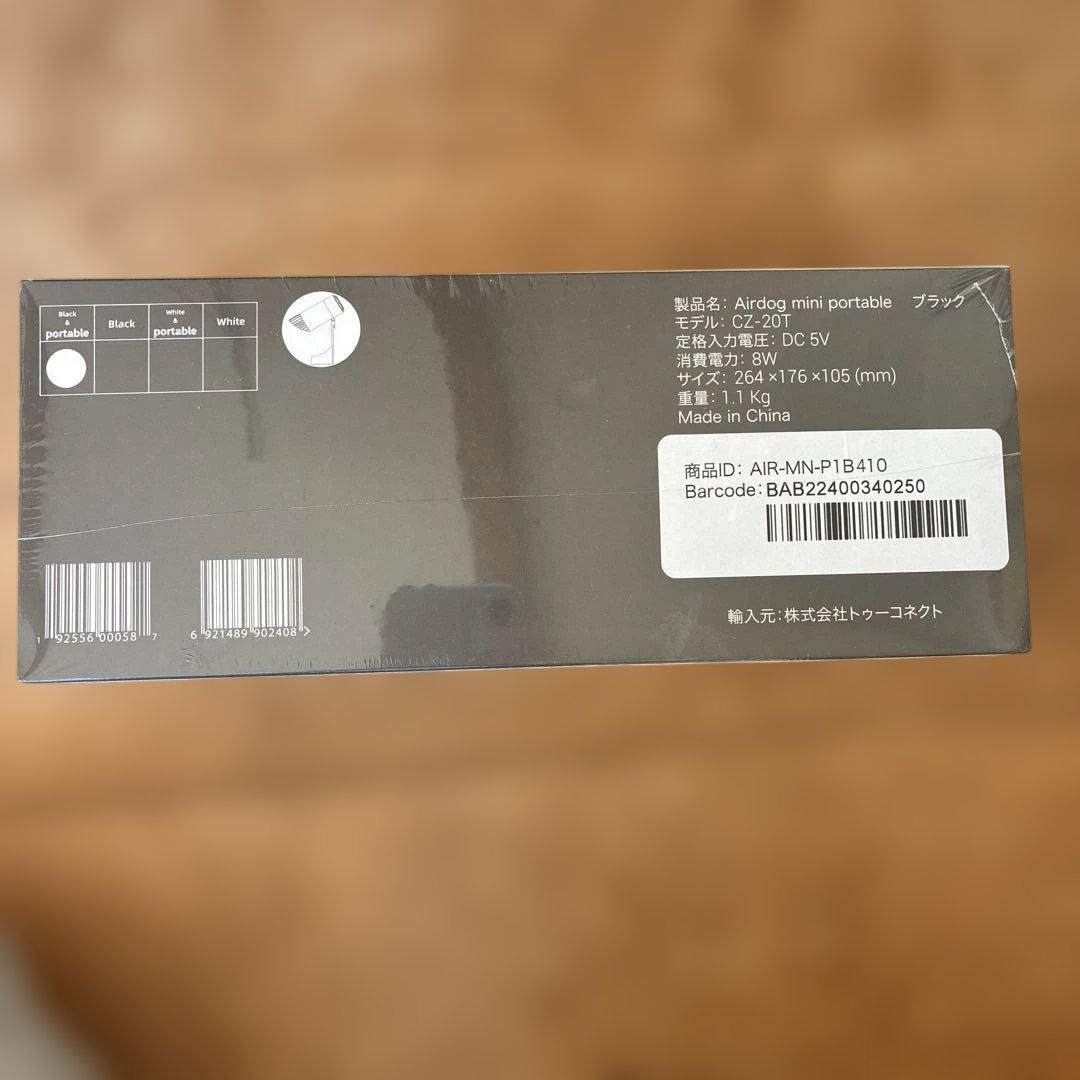 Black
&
portable
Black
White
&
portable
White
製品名: Airdog mini portable ブラック
モデル: CZ-20T
定格入力電圧: DC 5V
消費電力: 8W
サイズ: 264×176×105 (mm)
重量: 1.1 Kg
Made in China
商品ID: AIR-MN-P1B410
Barcode: BAB22400340250
1 92556 00058 7
6 921489 902408 >
輸入元: 株式会社トゥーコネクト